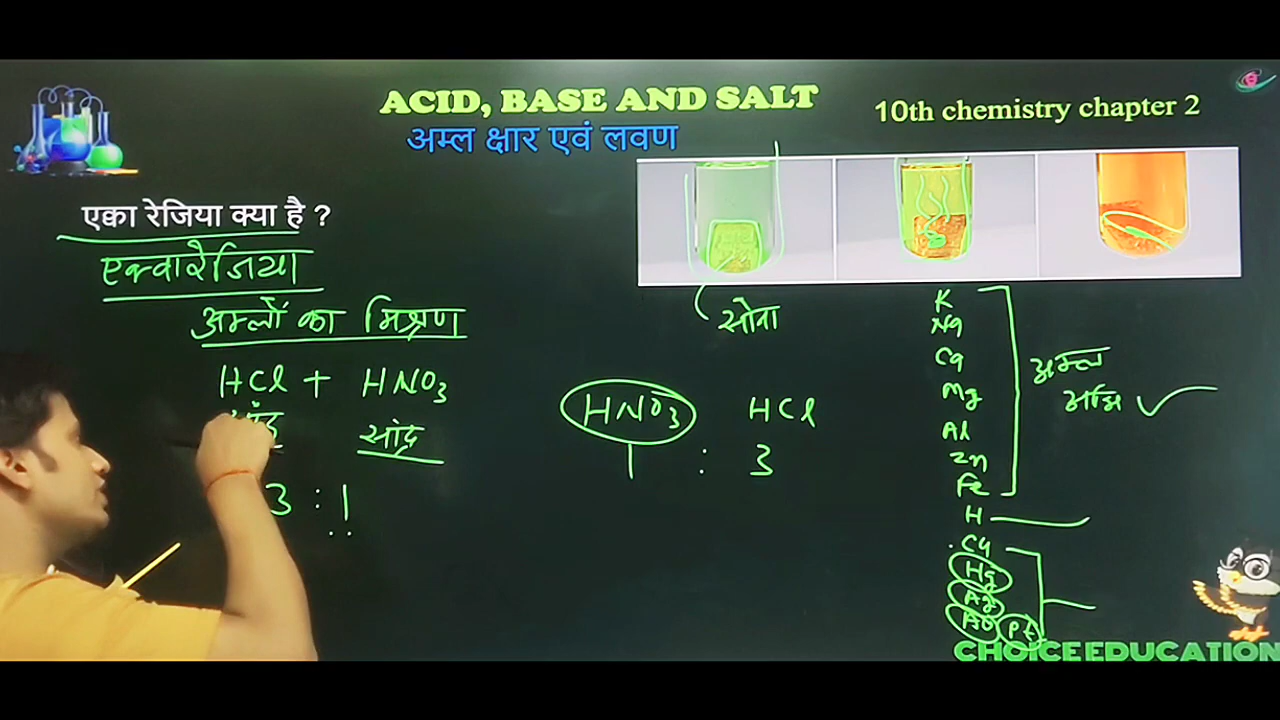 ACID, BASE AND SALT
10th chemistry chapter 2
अम्ल क्षार एवं लवण
एक्वा रेजिया क्या है ?
एक्वारेजिया
अम्लों का मिश्रण
HCl + HNO3
सांद्र सांद्र
3 : 1
सोना
HNO3 HCl
1 : 3
K
Na
Ca
Mg
Al
Zn
Fe
H
Cu
Hg
Ag
Au Pt
अम्ल
CHOICE EDUCATION